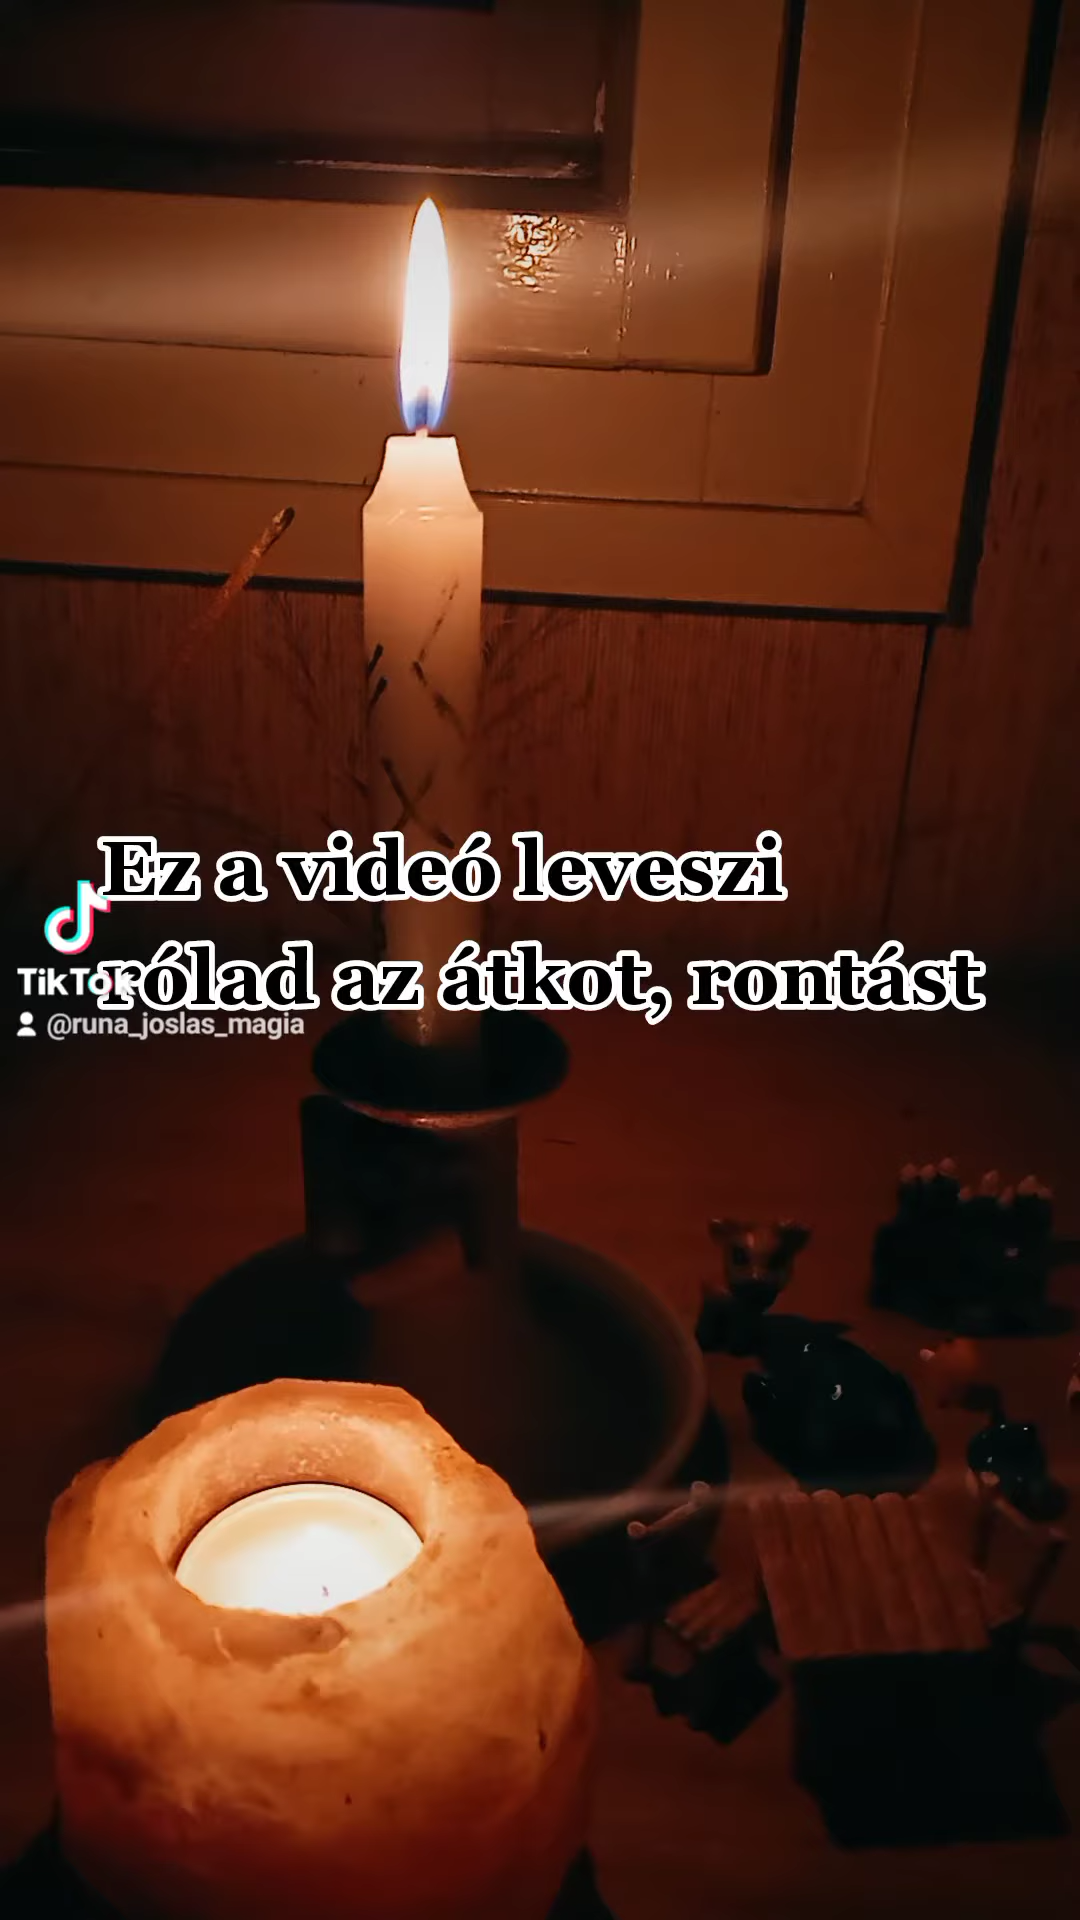 Ez a videó leveszi
rólad az átkot, rontást
TikTok
@runa_joslas_magia